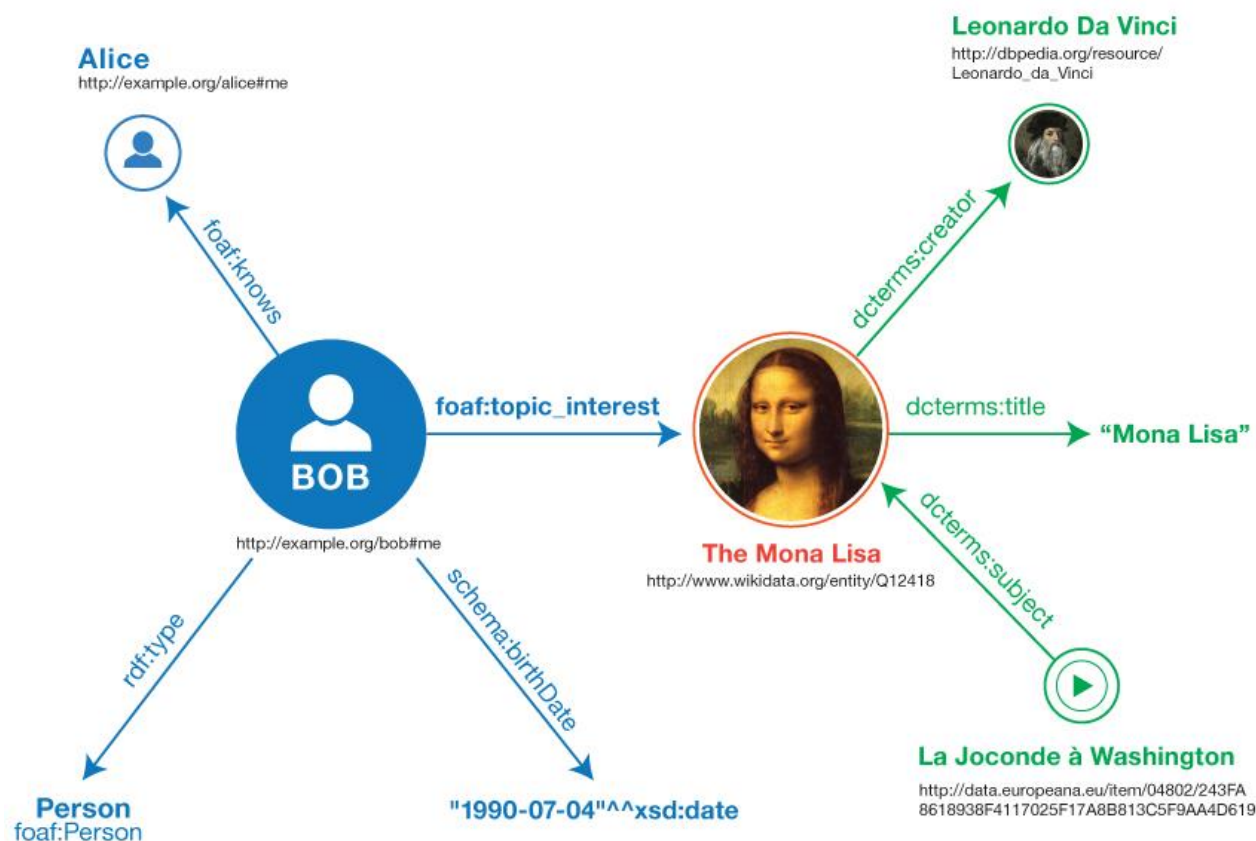 Alice
http://example.org/alice#me
Leonardo Da Vinci
http://dbpedia.org/resource/
Leonardo_da_Vinci
foaf:knows
dcterms:creator
BOB
foaf:topic_interest
dcterms:title
“Mona Lisa”
http://example.org/bob#me
The Mona Lisa
http://www.wikidata.org/entity/Q12418
dcterms:subject
rdf:type
schema:birthDate
La Joconde à Washington
http://data.europeana.eu/item/04802/243FA
8618938F4117025F17A8B813C5F9AA4D619
Person
foaf:Person
"1990-07-04"^^xsd:date